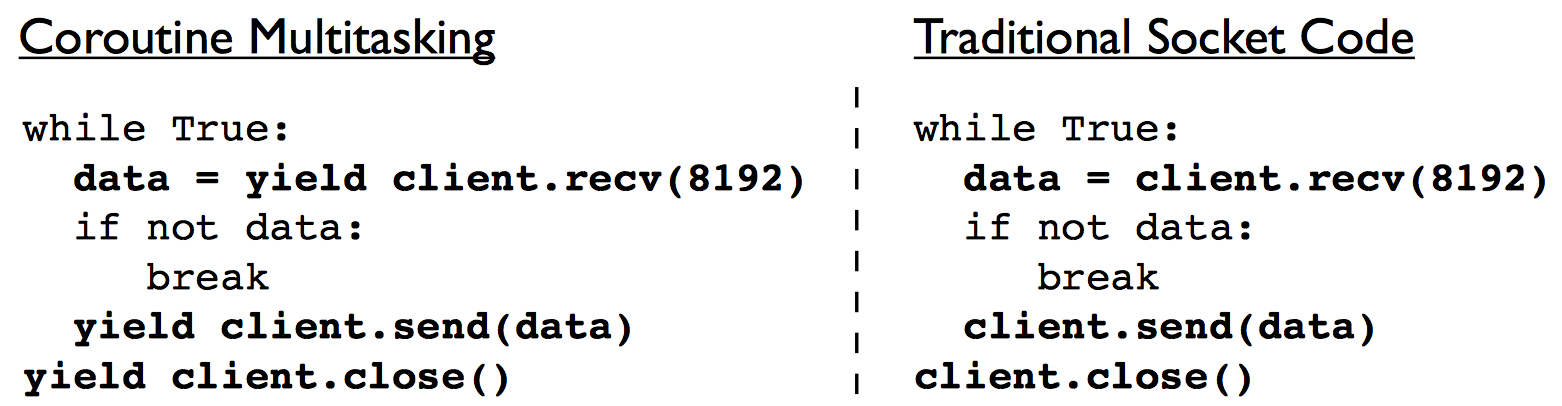 Coroutine Multitasking
while True:
  data = yield client.recv(8192)
  if not data:
     break
  yield client.send(data)
yield client.close()
Traditional Socket Code
while True:
  data = client.recv(8192)
  if not data:
     break
  client.send(data)
client.close()